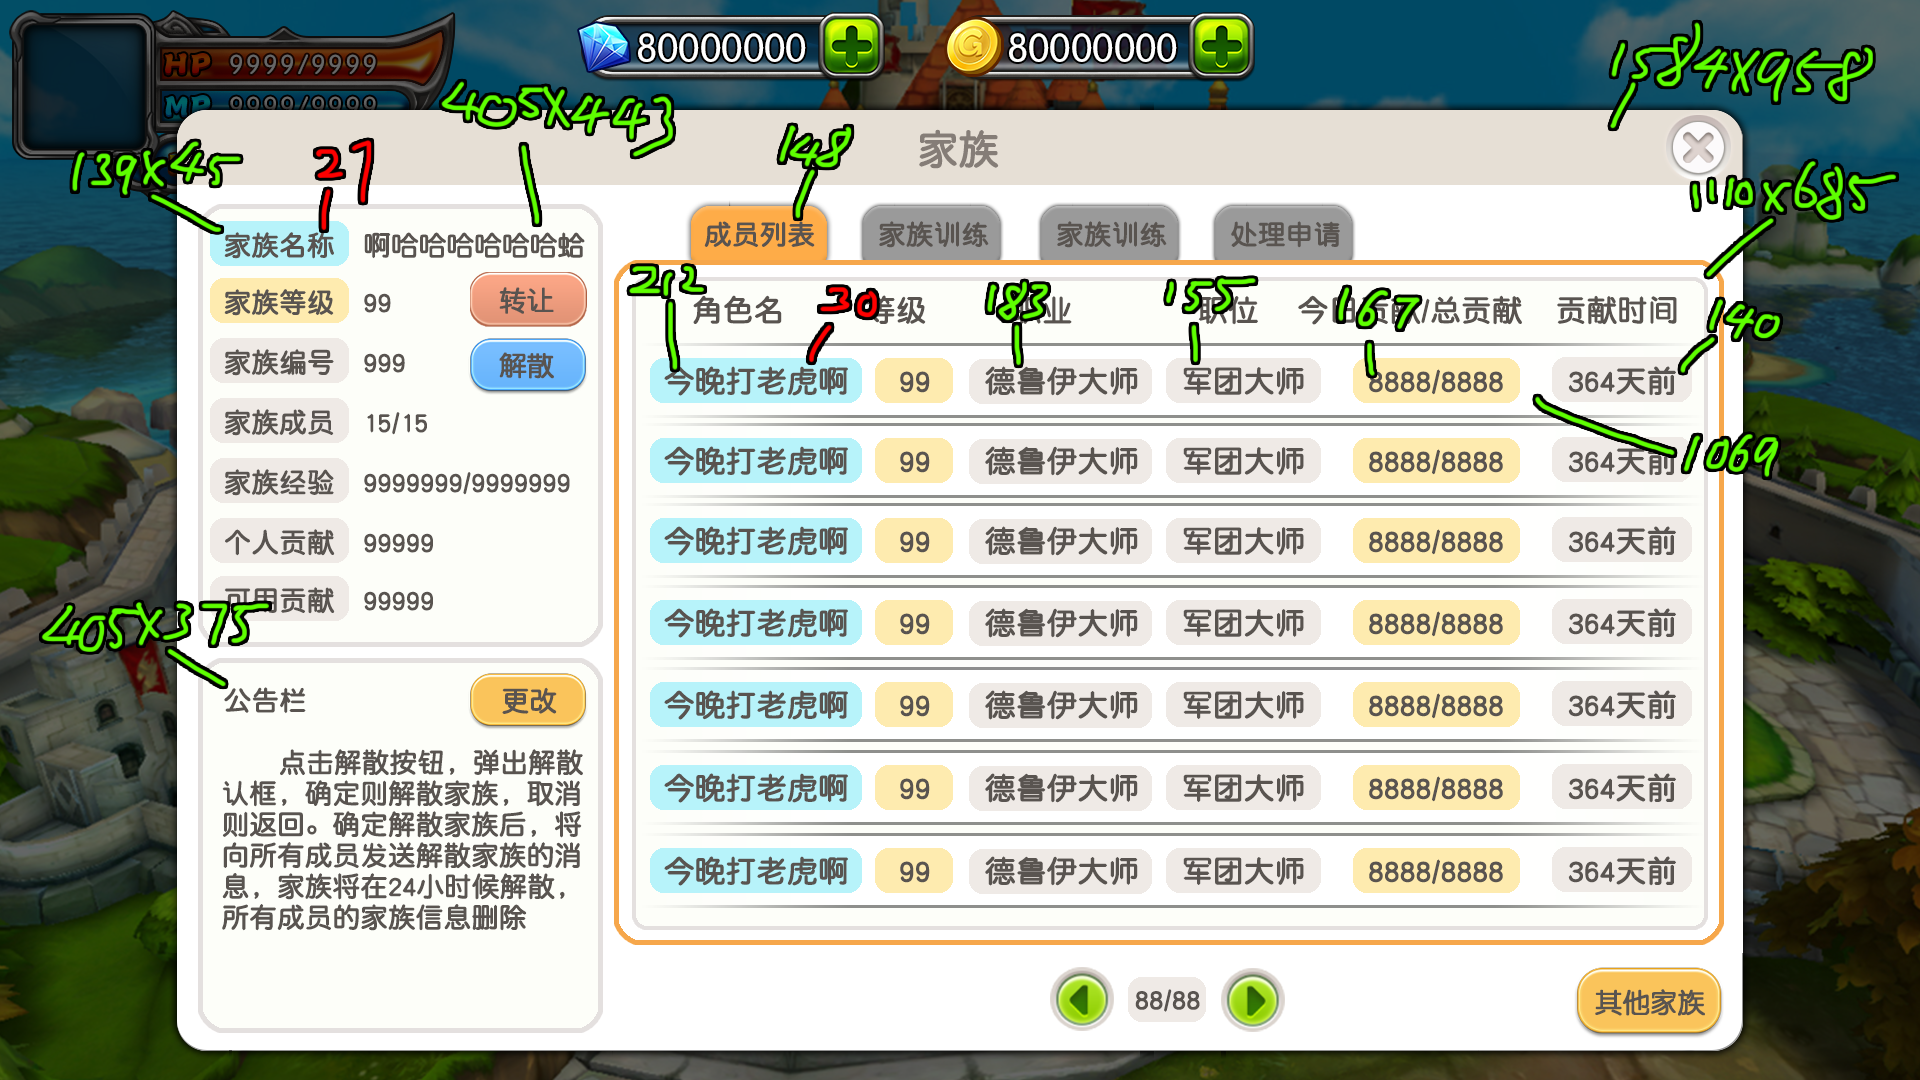 HP 9999/9999
MP 9999/9999
80000000
80000000
1584X958
405X443
148
家族
139X45
27
1110X685
成员列表 家族训练 家族训练 处理申请
家族名称 啊哈哈哈哈哈哈蛤
家族等级 99 转让
家族编号 999 解散
家族成员 15/15
家族经验 9999999/9999999
个人贡献 99999
可用贡献 99999
405X375
公告栏 更改
点击解散按钮，弹出解散
认框，确定则解散家族，取消
则返回。确定解散家族后，将
向所有成员发送解散家族的消
息，家族将在24小时候解散，
所有成员的家族信息删除
212 30 183 155 167 140
角色名 等级 职业 职位 今日贡献/总贡献 贡献时间
今晚打老虎啊 99 德鲁伊大师 军团大师 8888/8888 364天前
1069
今晚打老虎啊 99 德鲁伊大师 军团大师 8888/8888 364天前
今晚打老虎啊 99 德鲁伊大师 军团大师 8888/8888 364天前
今晚打老虎啊 99 德鲁伊大师 军团大师 8888/8888 364天前
今晚打老虎啊 99 德鲁伊大师 军团大师 8888/8888 364天前
今晚打老虎啊 99 德鲁伊大师 军团大师 8888/8888 364天前
今晚打老虎啊 99 德鲁伊大师 军团大师 8888/8888 364天前
88/88
其他家族